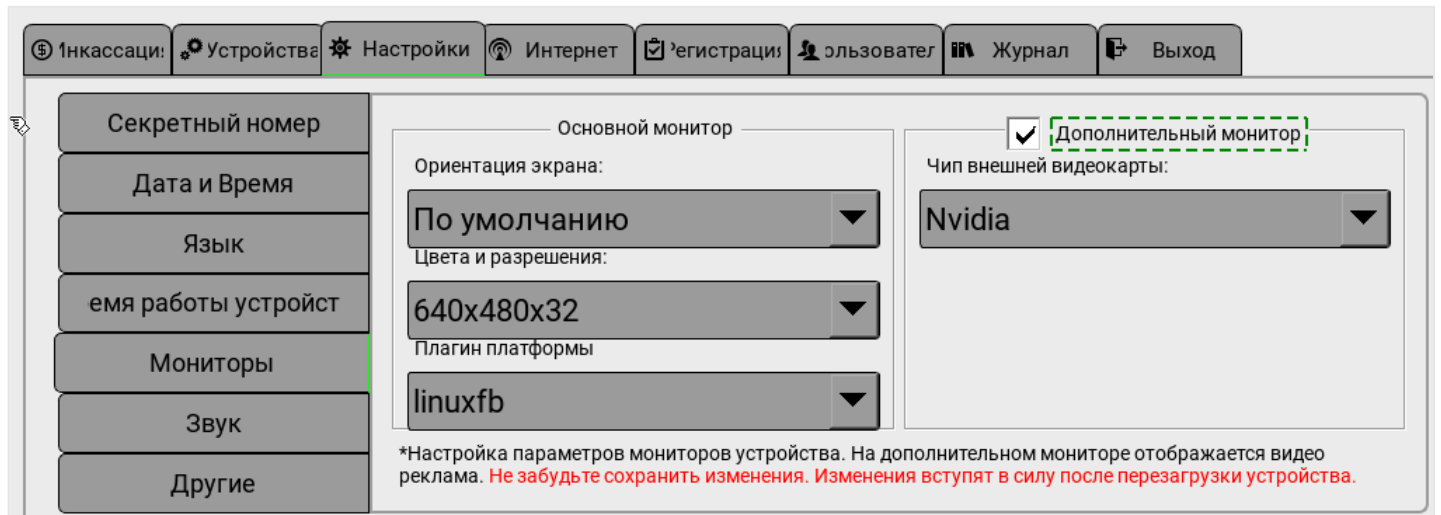 Инкассаци Устройства Настройки Интернет Регистраци ользовател Журнал Выход
Секретный номер
Дата и Время
Язык
емя работы устройст
Мониторы
Звук
Другие
Основной монитор
Ориентация экрана:
По умолчанию
Цвета и разрешения:
640x480x32
Плагин платформы
linuxfb
Дополнительный монитор
Чип внешней видеокарты:
Nvidia
*Настройка параметров мониторов устройства. На дополнительном мониторе отображается видео
реклама. Не забудьте сохранить изменения. Изменения вступят в силу после перезагрузки устройства.